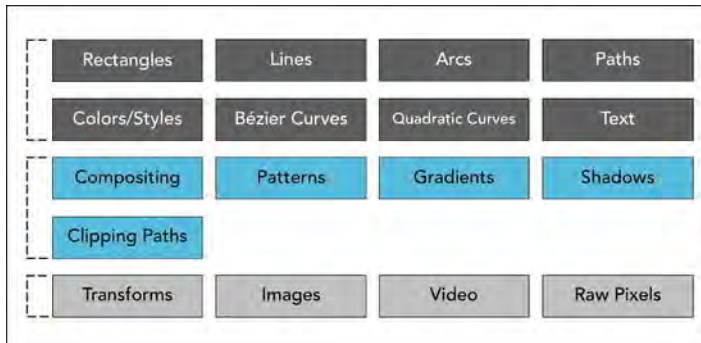 Rectangles Lines Arcs Paths
Colors/Styles Bézier Curves Quadratic Curves Text
Compositing Patterns Gradients Shadows
Clipping Paths
Transforms Images Video Raw Pixels